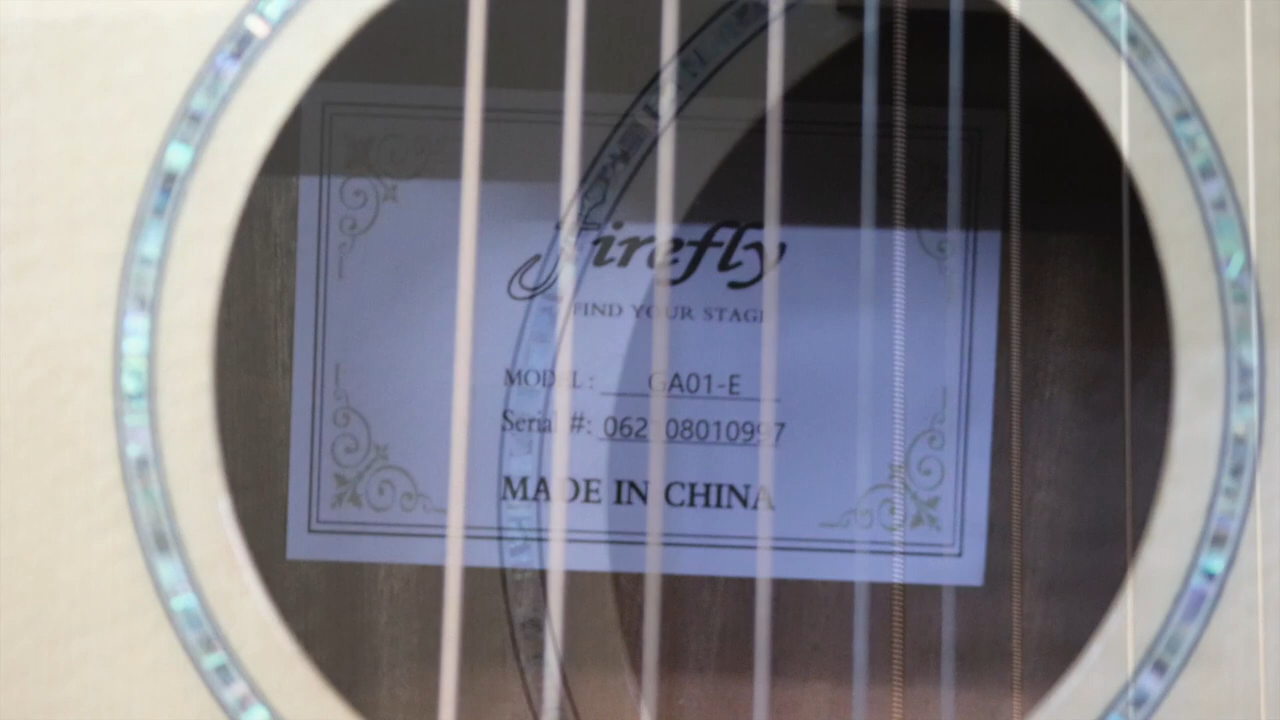 firefly
FIND YOUR STAGE
MODEL: GA01-E
Serial #:
MADE IN CHINA